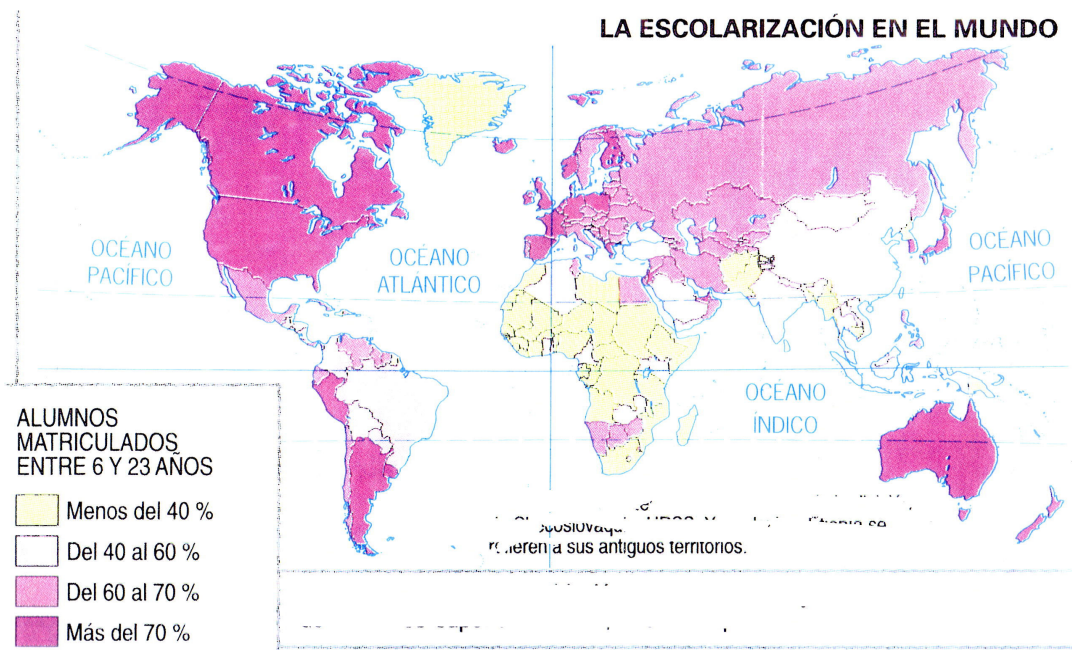 LA ESCOLARIZACIÓN EN EL MUNDO
OCÉANO
PACÍFICO
OCÉANO
ATLÁNTICO
OCÉANO
PACÍFICO
OCÉANO
ÍNDICO
ALUMNOS
MATRICULADOS
ENTRE 6 Y 23 AÑOS
Menos del 40 %
Del 40 al 60 %
Del 60 al 70 %
Más del 70 %
a sus antiguos territorios.